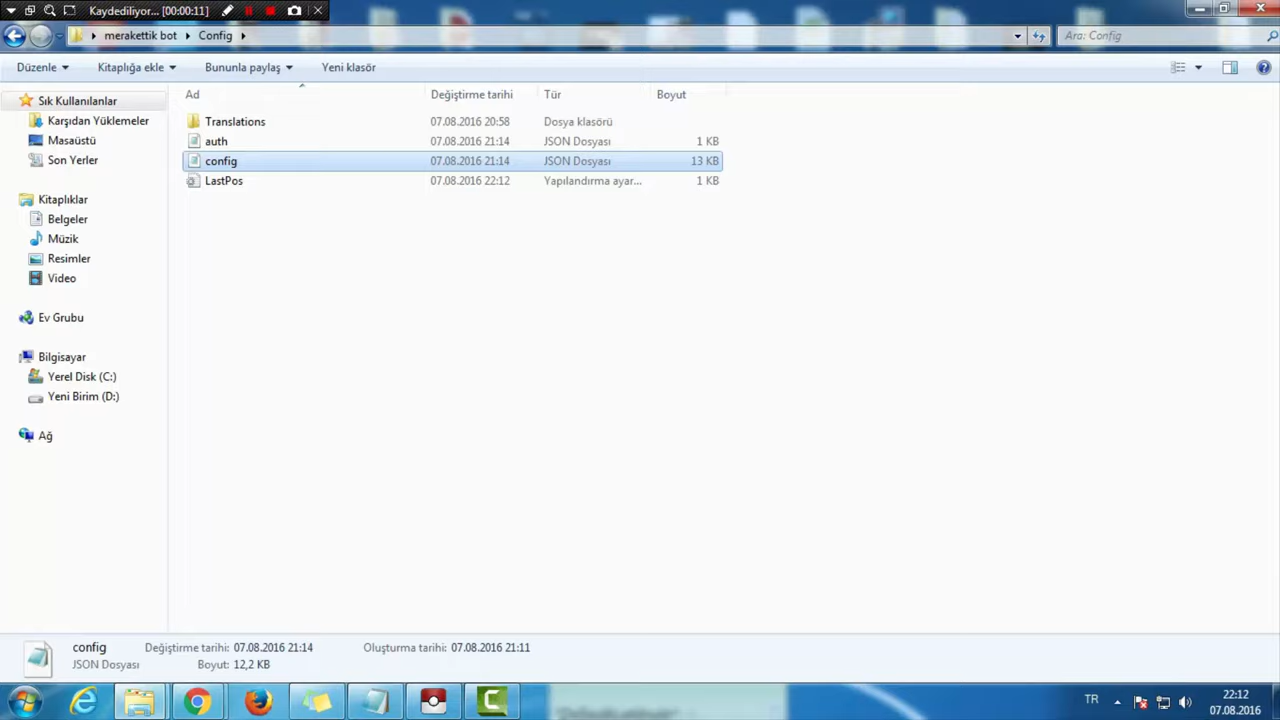 Kaydediliyor... [00:00:11]
merakettik bot Config
Ara: Config
Düzenle Kitaplığa ekle Bununla paylaş Yeni klasör
Ad Değiştirme tarihi Tür Boyut
Sık Kullanılanlar
Karşıdan Yüklemeler
Masaüstü
Son Yerler
Kitaplıklar
Belgeler
Müzik
Resimler
Video
Ev Grubu
Bilgisayar
Yerel Disk (C:)
Yeni Birim (D:)
Ağ
Translations 07.08.2016 20:58 Dosya klasörü
auth 07.08.2016 21:14 JSON Dosyası 1 KB
config 07.08.2016 21:14 JSON Dosyası 13 KB
LastPos 07.08.2016 22:12 Yapılandırma ayar... 1 KB
config Değiştirme tarihi: 07.08.2016 21:14 Oluşturma tarihi: 07.08.2016 21:11
JSON Dosyası Boyut: 12,2 KB
TR
22:12
07.08.2016